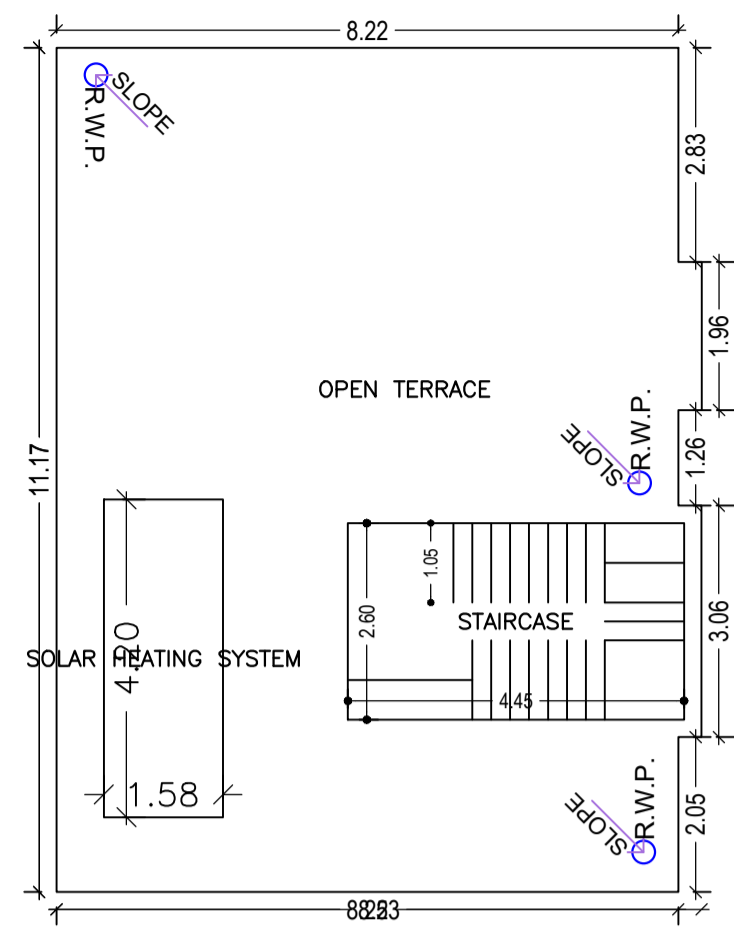 8.22
SLOPE
R.W.P.
2.83
1.96
OPEN TERRACE
R.W.P.
SLOPE
1.26
11.17
1.05
2.60
STAIRCASE
3.06
4.20
SOLAR HEATING SYSTEM
4.45
1.58
R.W.P.
SLOPE
2.05